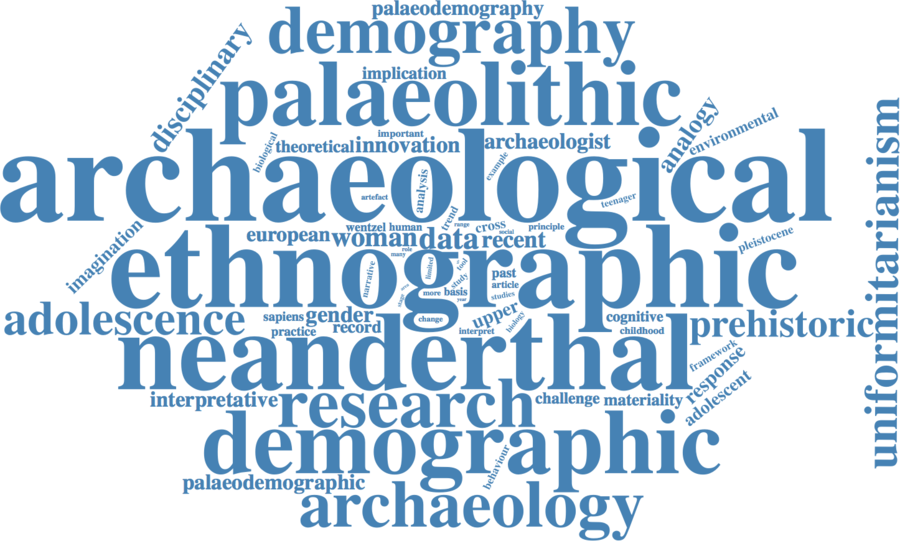 palaeodemography
demography
disciplinary
implication
palaeolithic
analogy
environmental
uniformitarianism
important
biological
theoretical
innovation
archaeologist
example
archaeological
artefact
analysis
teenager
imagination
trend
range
cross
social
principle
wentzel
human
european
woman
data
recent
role
many
pleistocene
ethnographic
narrative
limited
tool
study
past
article
more
basis
studies
year
adolescence
sapiens
gender
practice
record
change
upper
biology
interpret
cognitive
childhood
prehistoric
neanderthal
framework
response
adolescent
interpretative
research
challenge
materiality
demographic
behaviour
palaeodemographic
archaeology